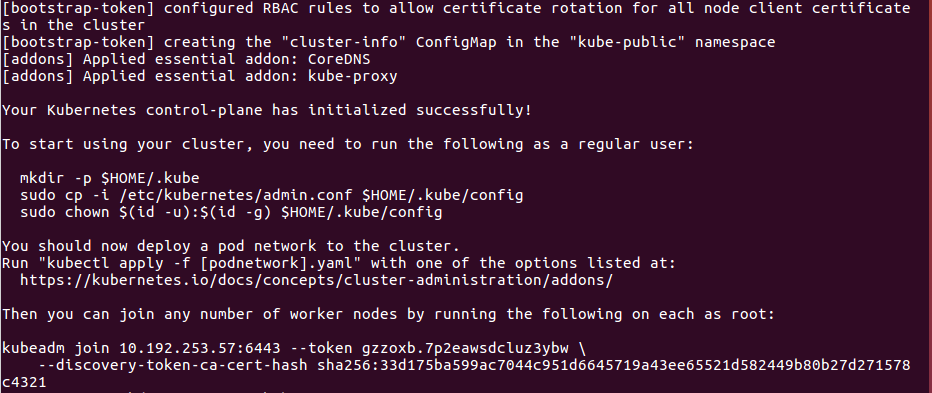 [bootstrap-token] configured RBAC rules to allow certificate rotation for all node client certificate
s in the cluster
[bootstrap-token] creating the "cluster-info" ConfigMap in the "kube-public" namespace
[addons] Applied essential addon: CoreDNS
[addons] Applied essential addon: kube-proxy
Your Kubernetes control-plane has initialized successfully!
To start using your cluster, you need to run the following as a regular user:
mkdir -p $HOME/.kube
sudo cp -i /etc/kubernetes/admin.conf $HOME/.kube/config
sudo chown $(id -u):$(id -g) $HOME/.kube/config
You should now deploy a pod network to the cluster.
Run "kubectl apply -f [podnetwork].yaml" with one of the options listed at:
https://kubernetes.io/docs/concepts/cluster-administration/addons/
Then you can join any number of worker nodes by running the following on each as root:
kubeadm join 10.192.253.57:6443 --token gzzoxb.7p2eawsdcluz3ybw \
--discovery-token-ca-cert-hash sha256:33d175ba599ac7044c951d6645719a43ee65521d582449b80b27d271578
c4321